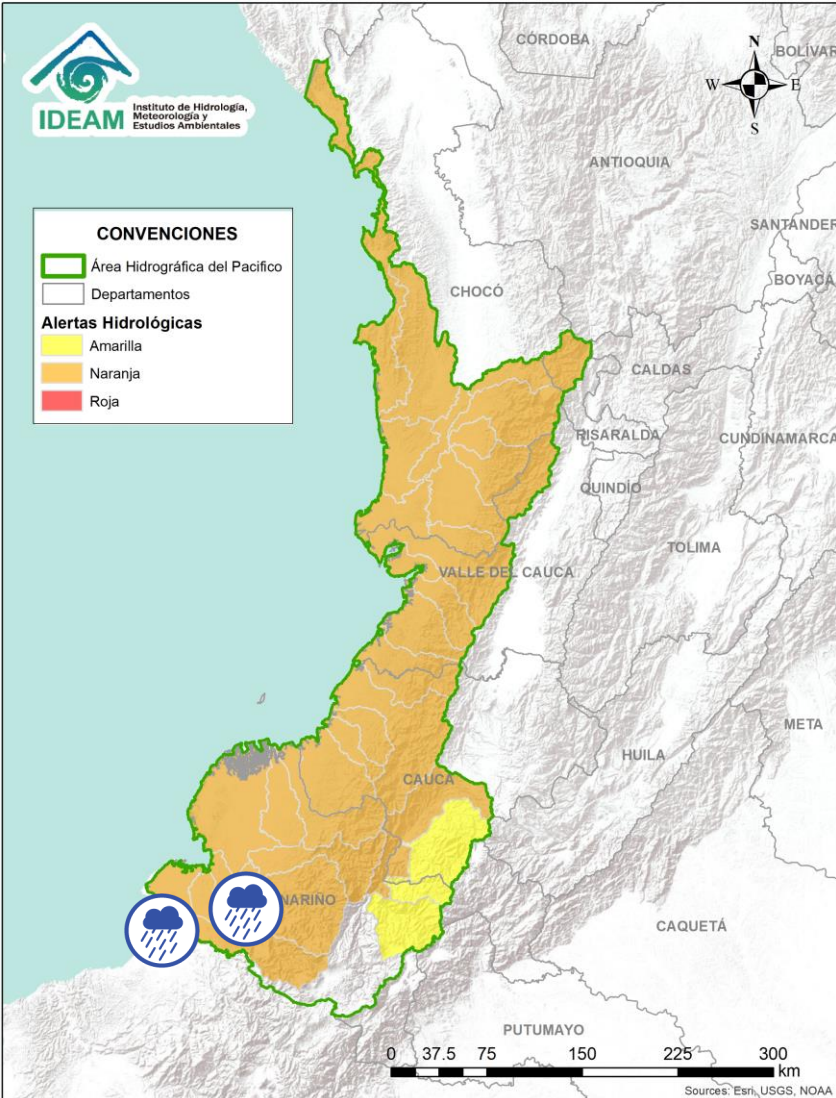 IDEAM
Instituto de Hidrología,
Meteorología y
Estudios Ambientales
CÓRDOBA
BOLÍVAR
N
W
E
S
ANTIOQUIA
SANTANDER
BOYACÁ
CONVENCIONES
Área Hidrográfica del Pacifico
Departamentos
Alertas Hidrológicas
Amarilla
Naranja
Roja
CHOCÓ
CALDAS
RISARALDA
CUNDINAMARCA
QUINDÍO
TOLIMA
VALLE DEL CAUCA
META
HUILA
CAUCA
NARIÑO
CAQUETÁ
PUTUMAYO
0 37.5 75 150 225 300
km
Sources: Esri, USGS, NOAA